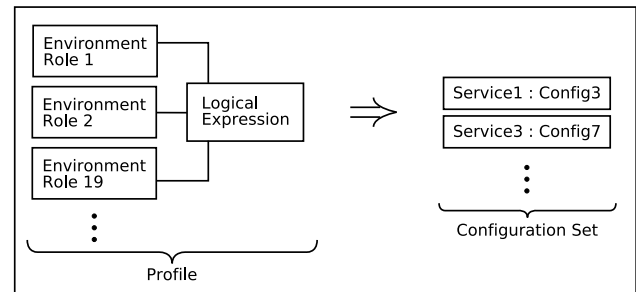 Environment
Role 1
Environment
Role 2
Environment
Role 19
Logical
Expression
Profile
Service1 : Config3
Service3 : Config7
Configuration Set